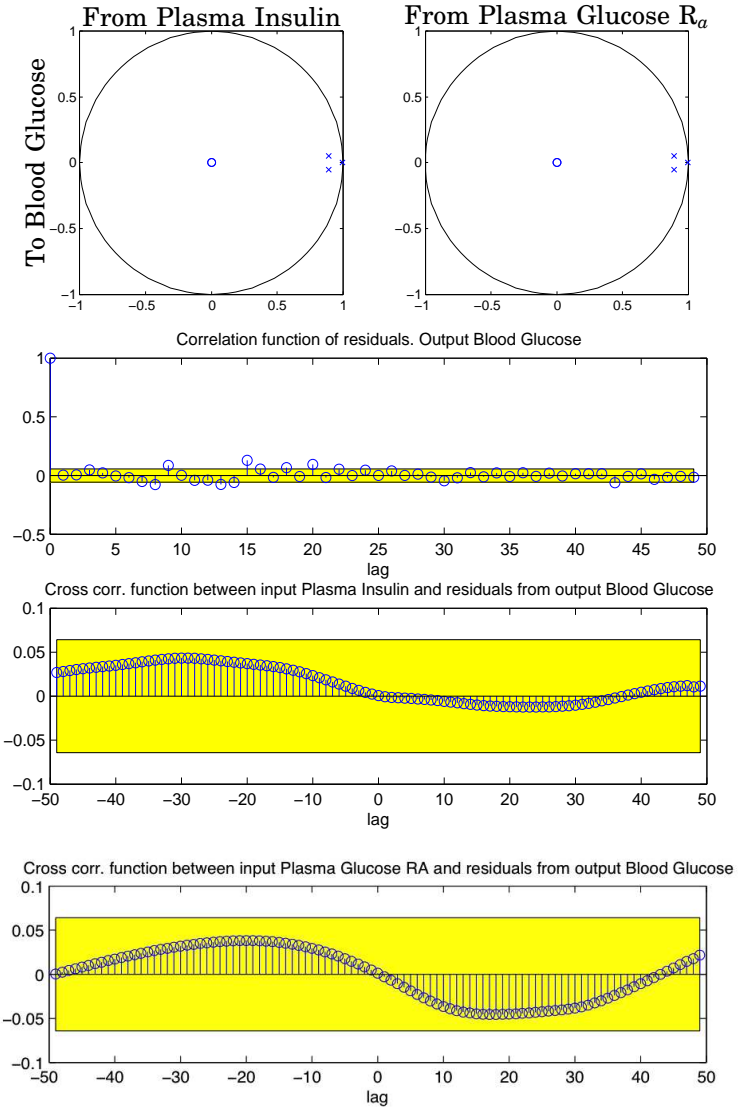 From Plasma Insulin
From Plasma Glucose Rₐ
To Blood Glucose
1
0.5
0
−0.5
−1
−1
−0.5
0
0.5
1
1
0.5
0
−0.5
−1
−1
−0.5
0
0.5
1
Correlation function of residuals. Output Blood Glucose
1
0.5
0
−0.5
0 5 10 15 20 25 30 35 40 45 50
lag
Cross corr. function between input Plasma Insulin and residuals from output Blood Glucose
0.1
0.05
0
−0.05
−0.1
−50 −40 −30 −20 −10 0 10 20 30 40 50
lag
Cross corr. function between input Plasma Glucose RA and residuals from output Blood Glucose
0.1
0.05
0
−0.05
−0.1
−50 −40 −30 −20 −10 0 10 20 30 40 50
lag